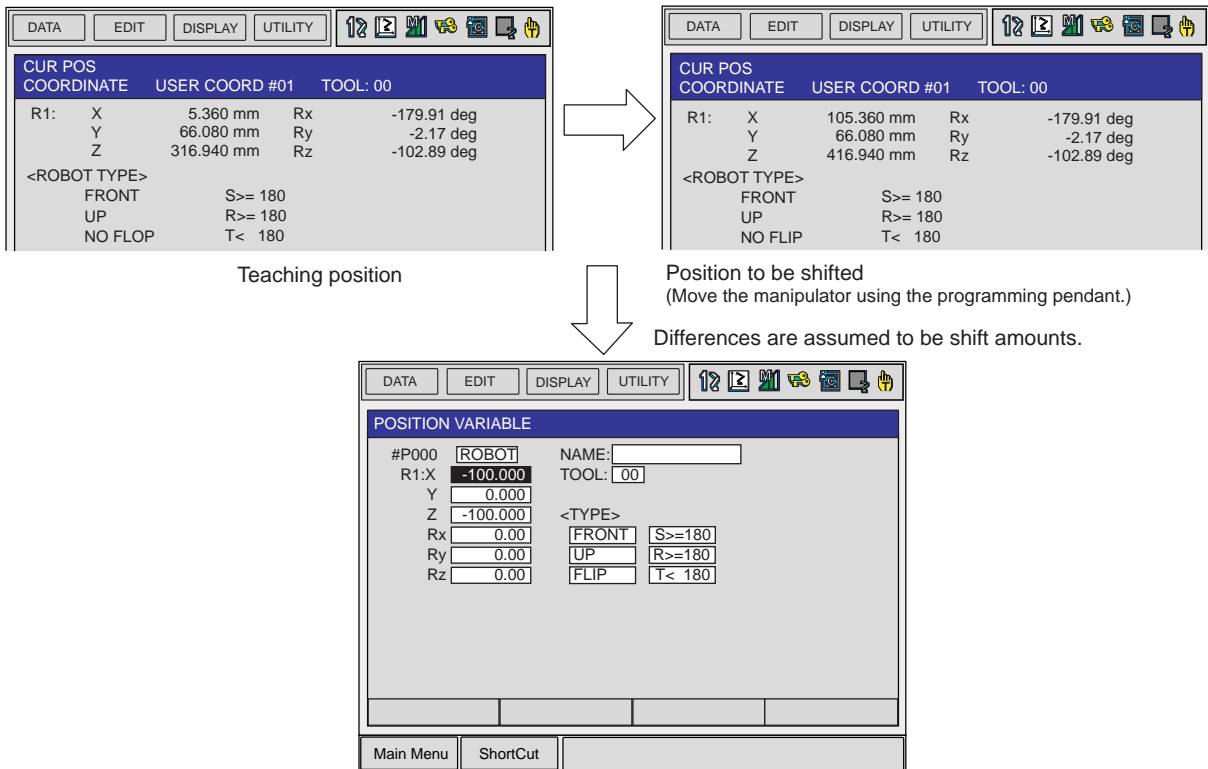 DATA EDIT DISPLAY UTILITY
CUR POS
COORDINATE USER COORD #01 TOOL: 00
R1: X 5.360 mm Rx -179.91 deg
Y 66.080 mm Ry -2.17 deg
Z 316.940 mm Rz -102.89 deg
<ROBOT TYPE>
FRONT S>= 180
UP R>= 180
NO FLOP T< 180
Teaching position
DATA EDIT DISPLAY UTILITY
CUR POS
COORDINATE USER COORD #01 TOOL: 00
R1: X 105.360 mm Rx -179.91 deg
Y 66.080 mm Ry -2.17 deg
Z 416.940 mm Rz -102.89 deg
<ROBOT TYPE>
FRONT S>= 180
UP R>= 180
NO FLIP T< 180
Position to be shifted
(Move the manipulator using the programming pendant.)
Differences are assumed to be shift amounts.
DATA EDIT DISPLAY UTILITY
POSITION VARIABLE
#P000 ROBOT NAME:
R1:X -100.000 TOOL: 00
Y 0.000
Z -100.000 <TYPE>
Rx 0.00 FRONT S>=180
Ry 0.00 UP R>=180
Rz 0.00 FLIP T< 180
Main Menu ShortCut